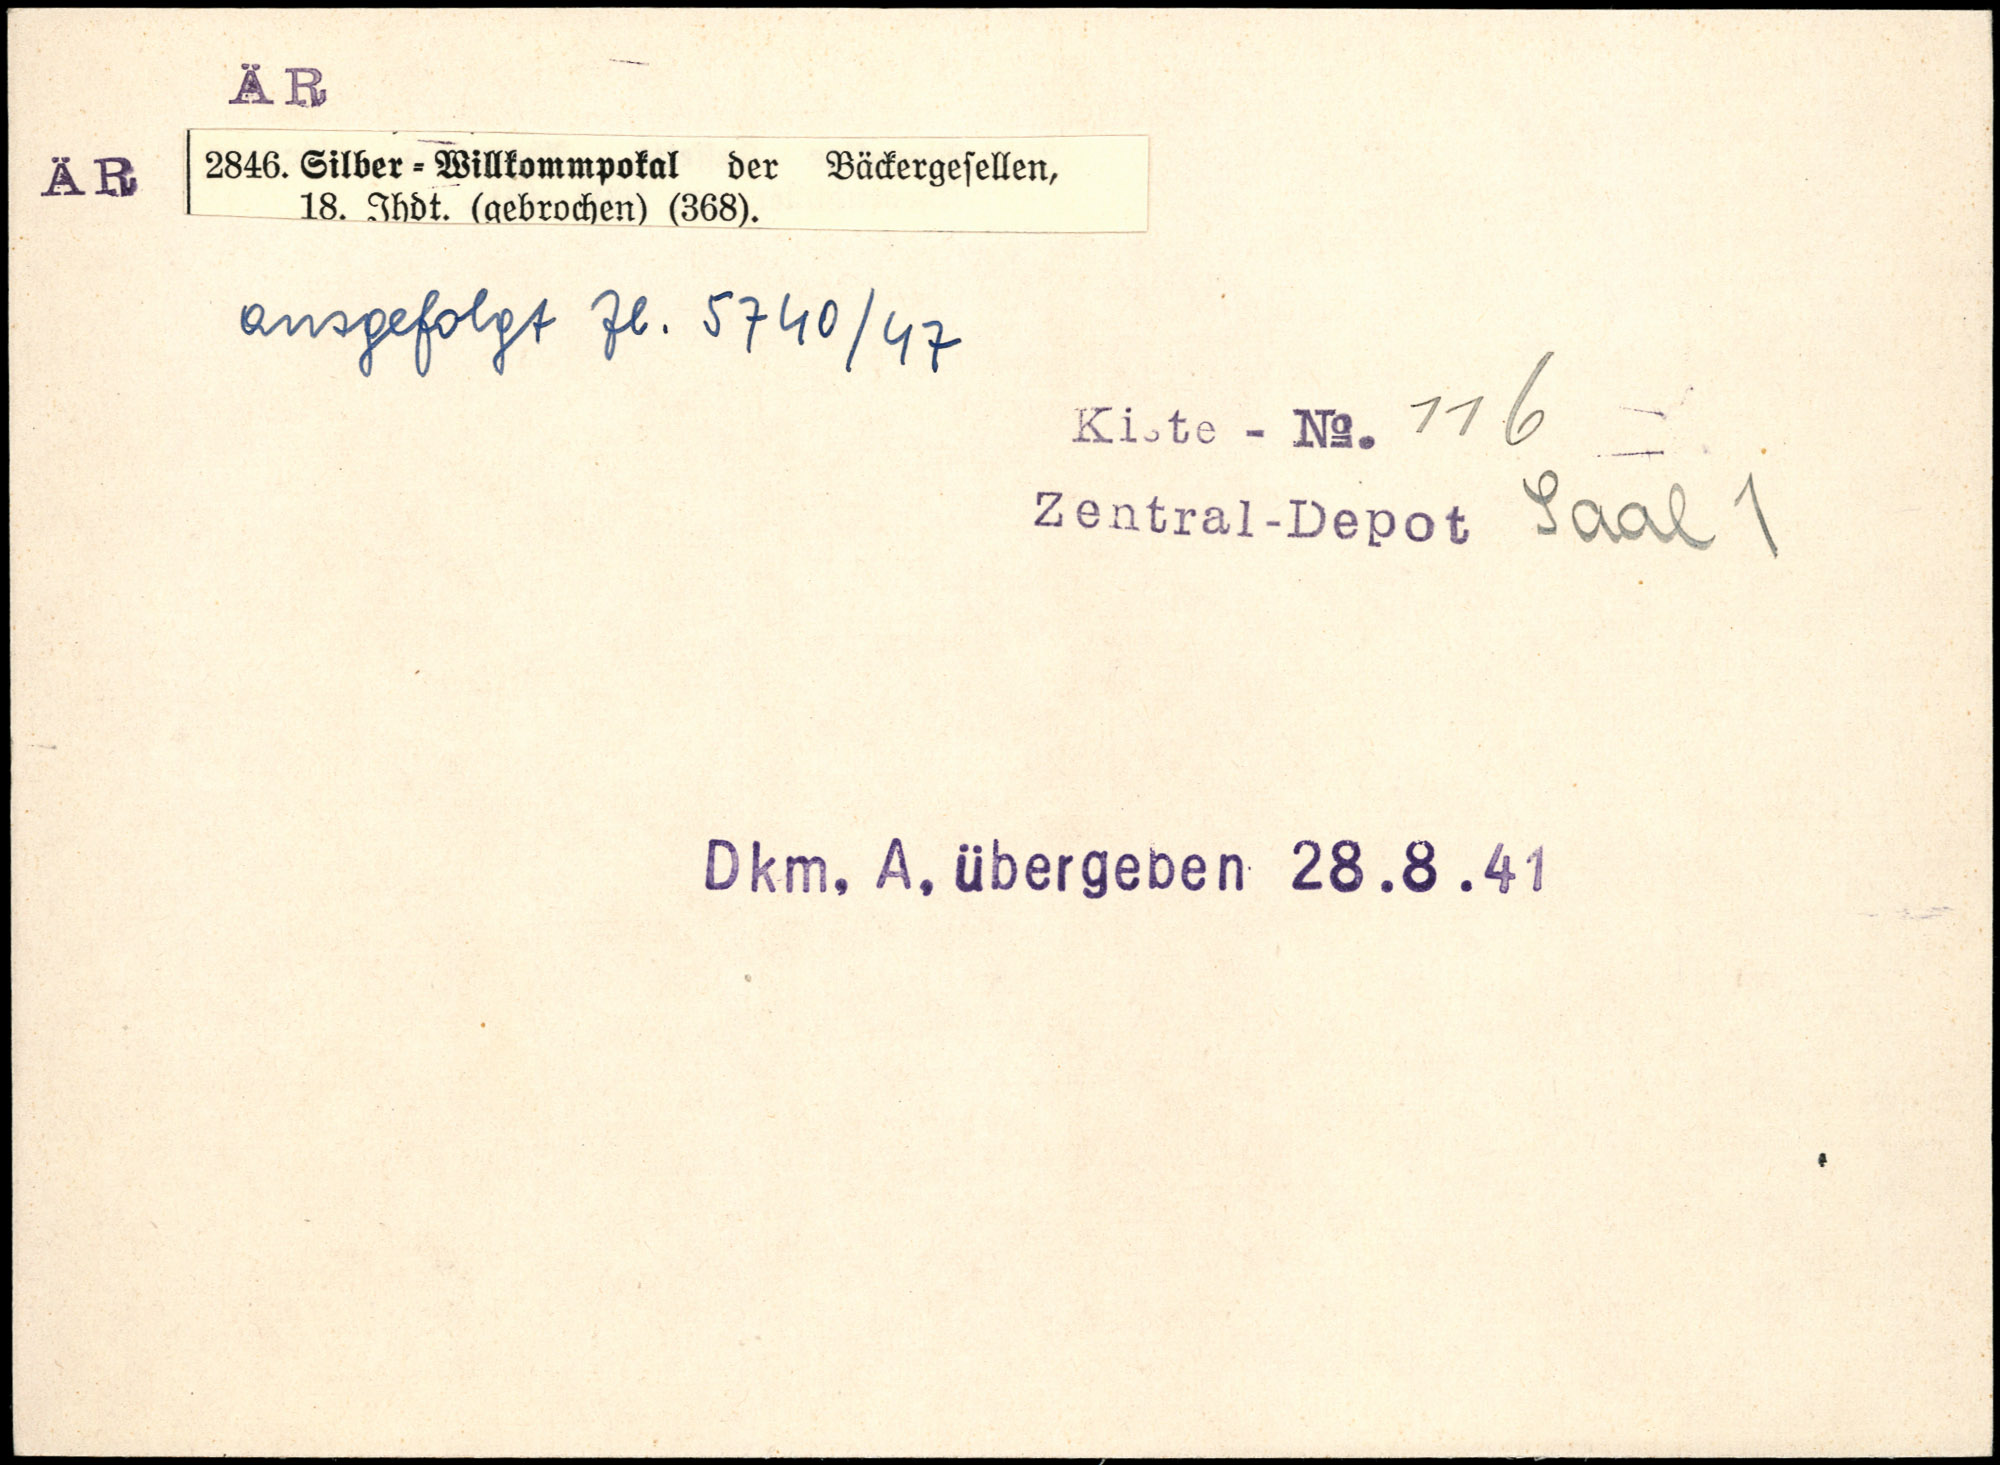 ÄR
ÄR
2846. Silber-Willkommpokal der Bäckergesellen,
18. Jhdt. (gebrochen) (368).
ausgefolgt Zl. 5740/47
Kiste - No. 116
Zentral-Depot Saal 1
Dkm. A. übergeben 28.8.41